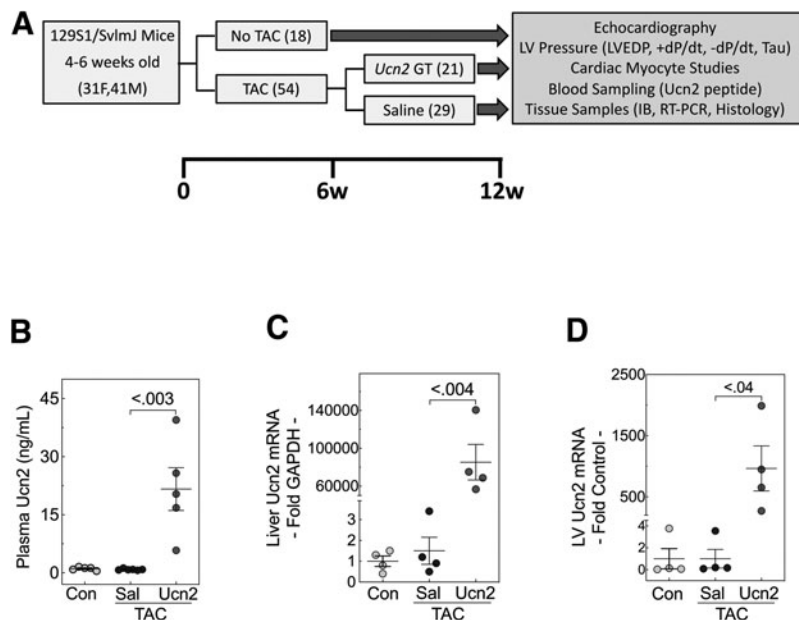 A
129S1/SvlmJ Mice
4-6 weeks old
(31F,41M)
No TAC (18)
TAC (54)
Ucn2 GT (21)
Saline (29)
Echocardiography
LV Pressure (LVEDP, +dP/dt, -dP/dt, Tau)
Cardiac Myocyte Studies
Blood Sampling (Ucn2 peptide)
Tissue Samples (IB, RT-PCR, Histology)
0 6w 12w
B
Plasma Ucn2 (ng/mL)
45
30
15
0
<.003
Con Sal Ucn2
TAC
C
Liver Ucn2 mRNA
- Fold GAPDH -
140000
100000
60000
3
2
1
0
<.004
Con Sal Ucn2
TAC
D
LV Ucn2 mRNA
- Fold Control -
2500
1500
500
4
2
0
<.04
Con Sal Ucn2
TAC